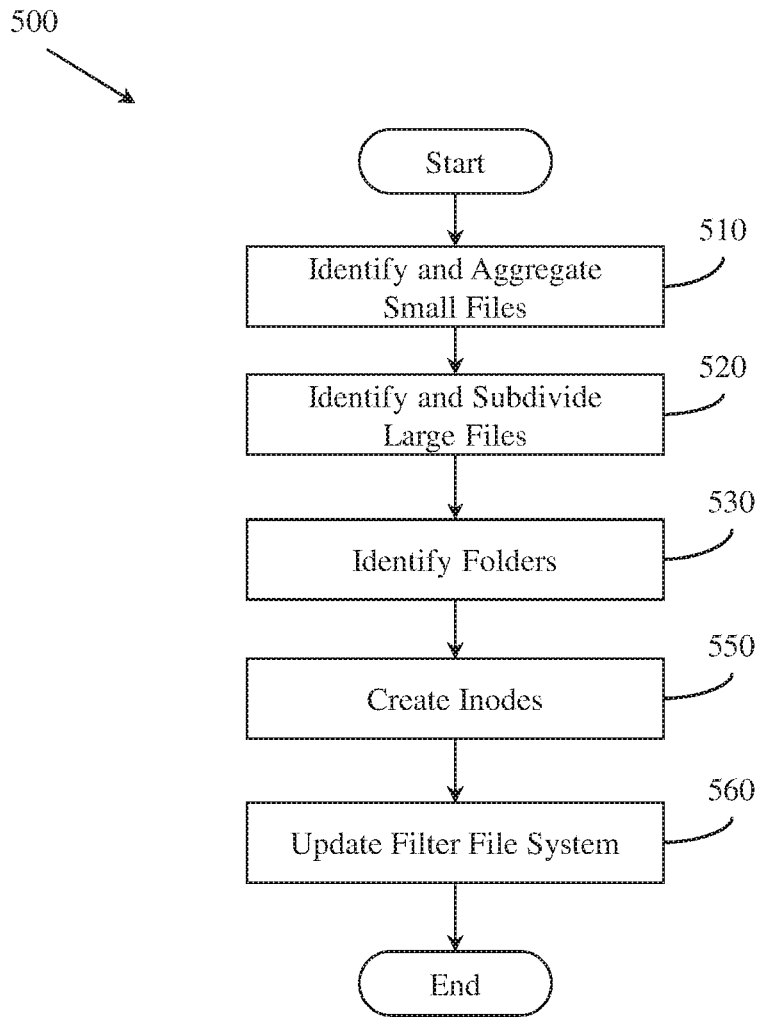 500
Start
510
Identify and Aggregate
Small Files
520
Identify and Subdivide
Large Files
530
Identify Folders
550
Create Inodes
560
Update Filter File System
End